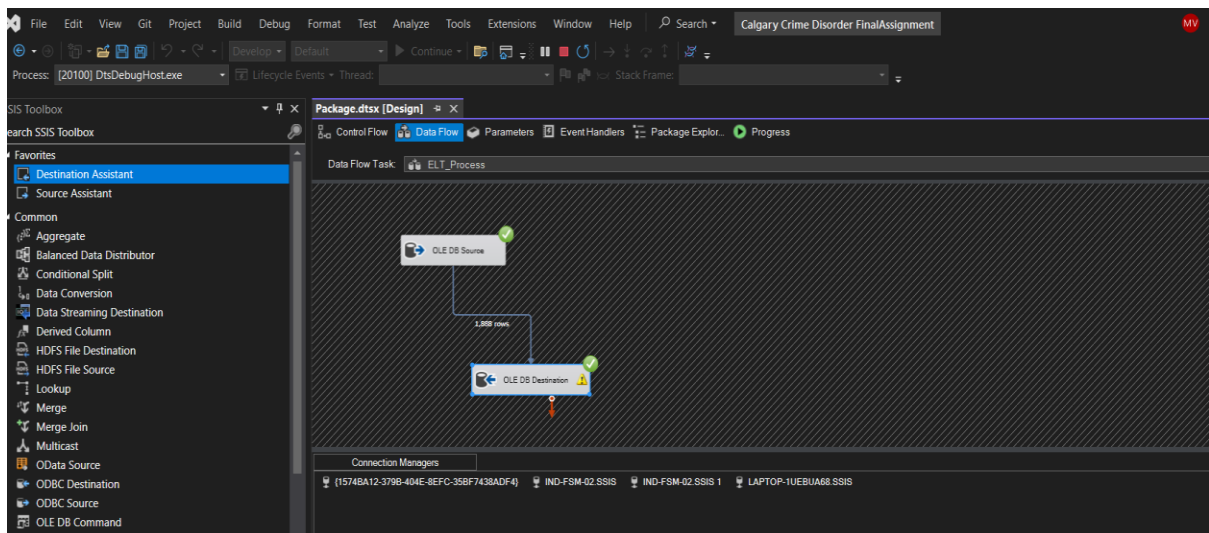 File Edit View Git Project Build Debug Format Test Analyze Tools Extensions Window Help Search Calgary Crime Disorder FinalAssignment MV
Develop Default Continue
Process: [20100] DtsDebugHost.exe Lifecycle Events Thread: Stack Frame:
SIS Toolbox
earch SSIS Toolbox
Favorites
Destination Assistant
Source Assistant
Common
Aggregate
Balanced Data Distributor
Conditional Split
Data Conversion
Data Streaming Destination
Derived Column
HDFS File Destination
HDFS File Source
Lookup
Merge
Merge Join
Multicast
OData Source
ODBC Destination
ODBC Source
OLE DB Command
Package.dtsx [Design]
Control Flow Data Flow Parameters Event Handlers Package Explor... Progress
Data Flow Task: ELT_Process
OLE DB Source
1,888 rows
OLE DB Destination
Connection Managers
{1574BA12-379B-404E-8EFC-35BF7438ADF4} IND-FSM-02.SSIS IND-FSM-02.SSIS 1 LAPTOP-1UEBUA68.SSIS